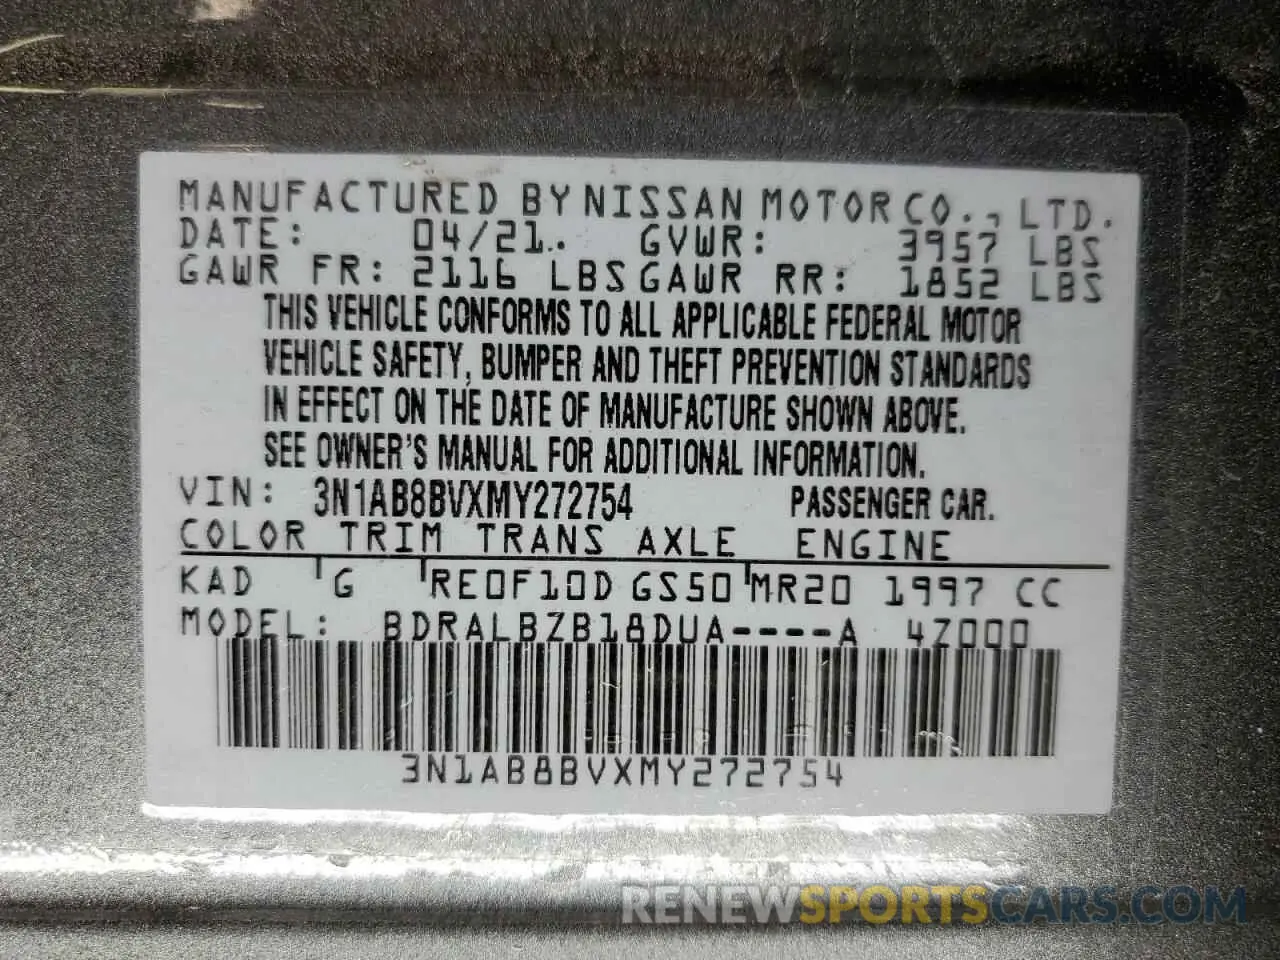 MANUFACTURED BY NISSAN MOTOR CO., LTD.
DATE: 04/21. GVWR: 3957 LBS
GAWR FR: 2116 LBS GAWR RR: 1852 LBS
THIS VEHICLE CONFORMS TO ALL APPLICABLE FEDERAL MOTOR
VEHICLE SAFETY, BUMPER AND THEFT PREVENTION STANDARDS
IN EFFECT ON THE DATE OF MANUFACTURE SHOWN ABOVE.
SEE OWNER'S MANUAL FOR ADDITIONAL INFORMATION.
VIN: 3N1AB8BVXMY272754 PASSENGER CAR.
COLOR TRIM TRANS AXLE ENGINE
KAD G RE0F10D GS50 MR20 1997 CC
MODEL: BDRALBZB18DUA----A 4Z000
3N1AB8BVXMY272754
RENEWSPORTSCARS.COM